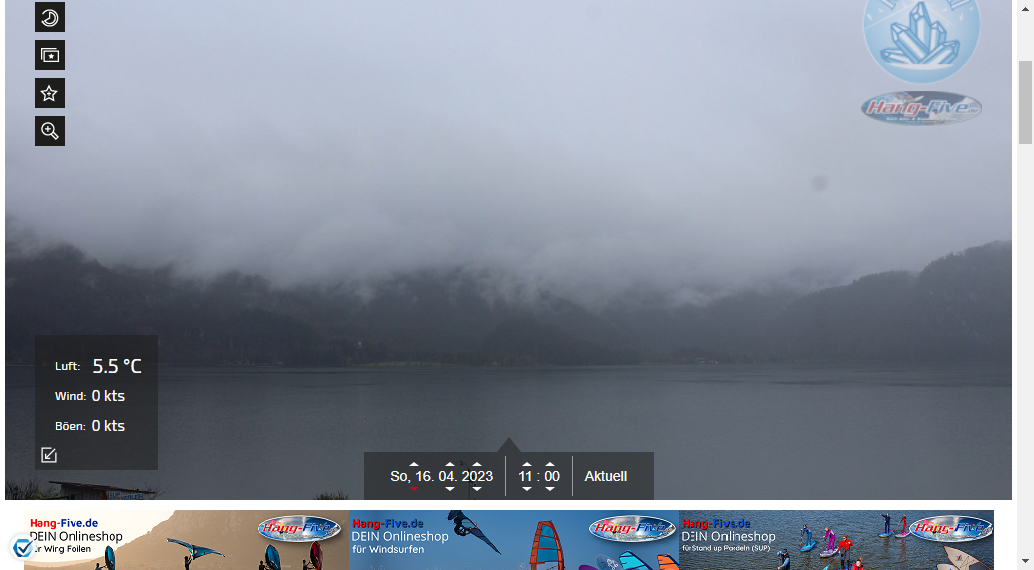 Hang-Five.de
Luft: 5.5 °C
Wind: 0 kts
Böen: 0 kts
So, 16. 04. 2023 11 : 00 Aktuell
Hang-Five.de
DEIN Onlineshop
für Wing Foilen
Hang-Five
Hang-Five.de
DEIN Onlineshop
für Windsurfen
Hang-Five
Hang-Five.de
DEIN Onlineshop
für Stand up Paddeln (SUP)
Hang-Five